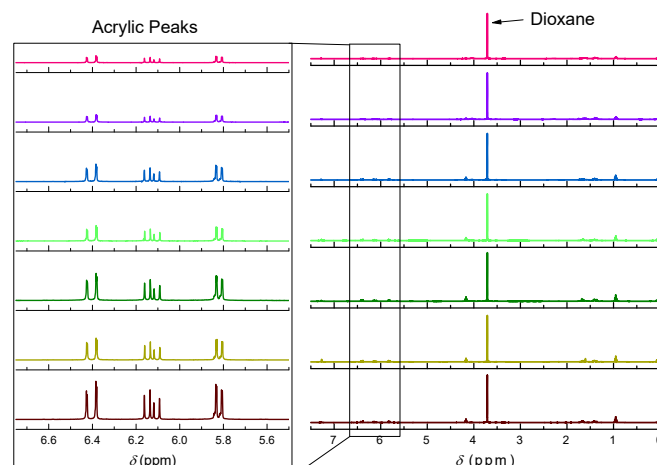 Acrylic Peaks
Dioxane
6.6 6.4 6.2 6.0 5.8 5.6
7 6 5 4 3 2 1
δ(ppm)
δ(ppm)